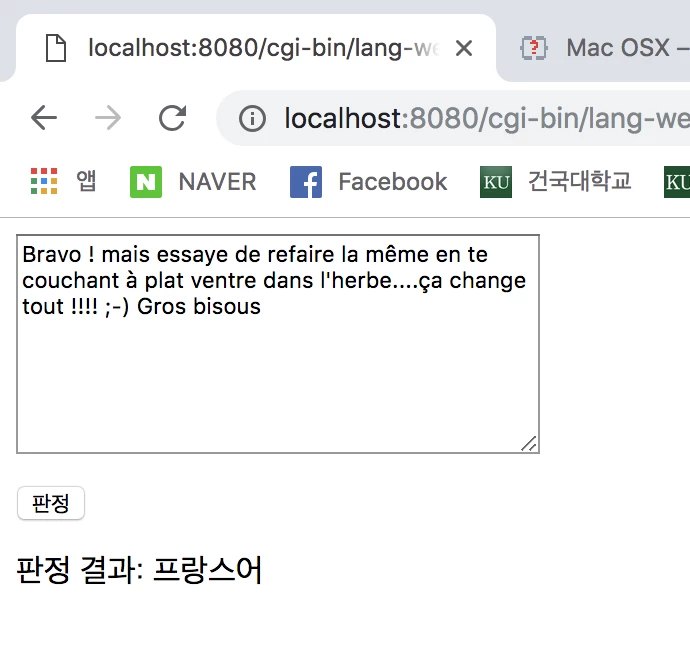 localhost:8080/cgi-bin/lang-we
Mac OSX –
localhost:8080/cgi-bin/lang-we
앱 NAVER Facebook KU 건국대학교 KU
Bravo ! mais essaye de refaire la même en te
couchant à plat ventre dans l'herbe....ça change
tout !!!! ;-) Gros bisous
판정
판정 결과: 프랑스어